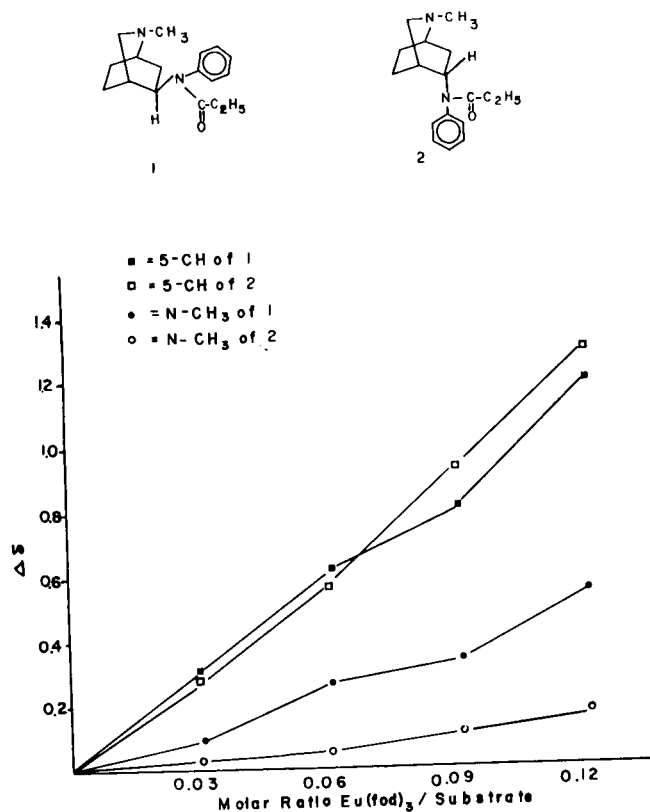 N-CH₃
N
C-C₂H₅
O
H
1
CH₃
N
H
N-C-C₂H₅
O
2
■ = 5-CH of 1
□ = 5-CH of 2
● = N-CH₃ of 1
○ = N-CH₃ of 2
1.4
1.2
1.0
0.8
0.6
0.4
0.2
Δ δ
0.03 0.06 0.09 0.12
Molar Ratio Eu(fod)₃ / Substrate